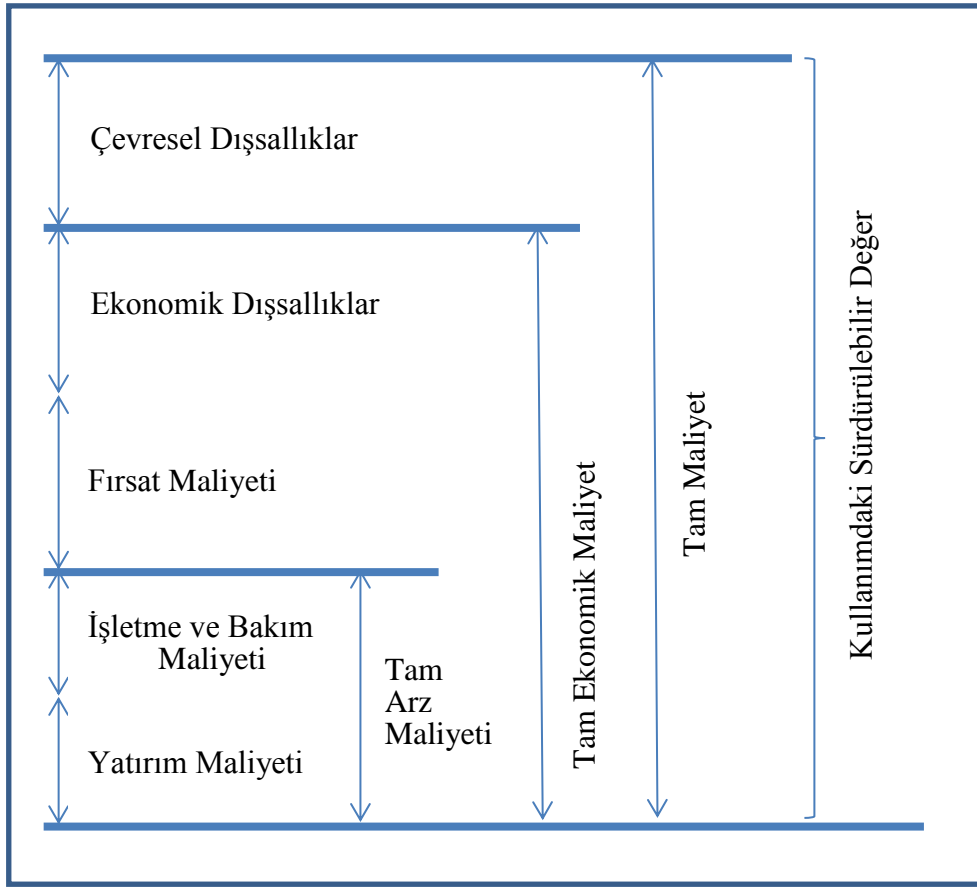 Çevresel Dışsallıklar
Ekonomik Dışsallıklar
Fırsat Maliyeti
İşletme ve Bakım
Maliyeti
Yatırım Maliyeti
Tam
Arz
Maliyeti
Tam Ekonomik Maliyet
Tam Maliyet
Kullanımdaki Sürdürülebilir Değer